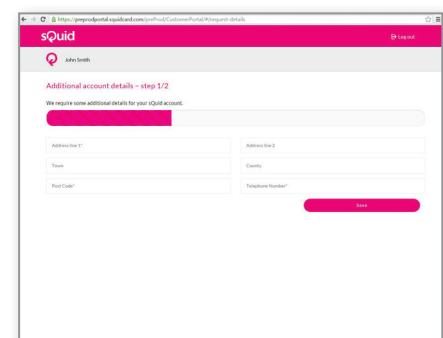 https://preprodportal.squidcard.com/preProd/CustomerPortal/#/request-details
sQuid
Log out
John Smith
Additional account details – step 1/2
We require some additional details for your sQuid account.
Address line 1*
Address line 2
Town
County
Post Code*
Telephone Number*
Save